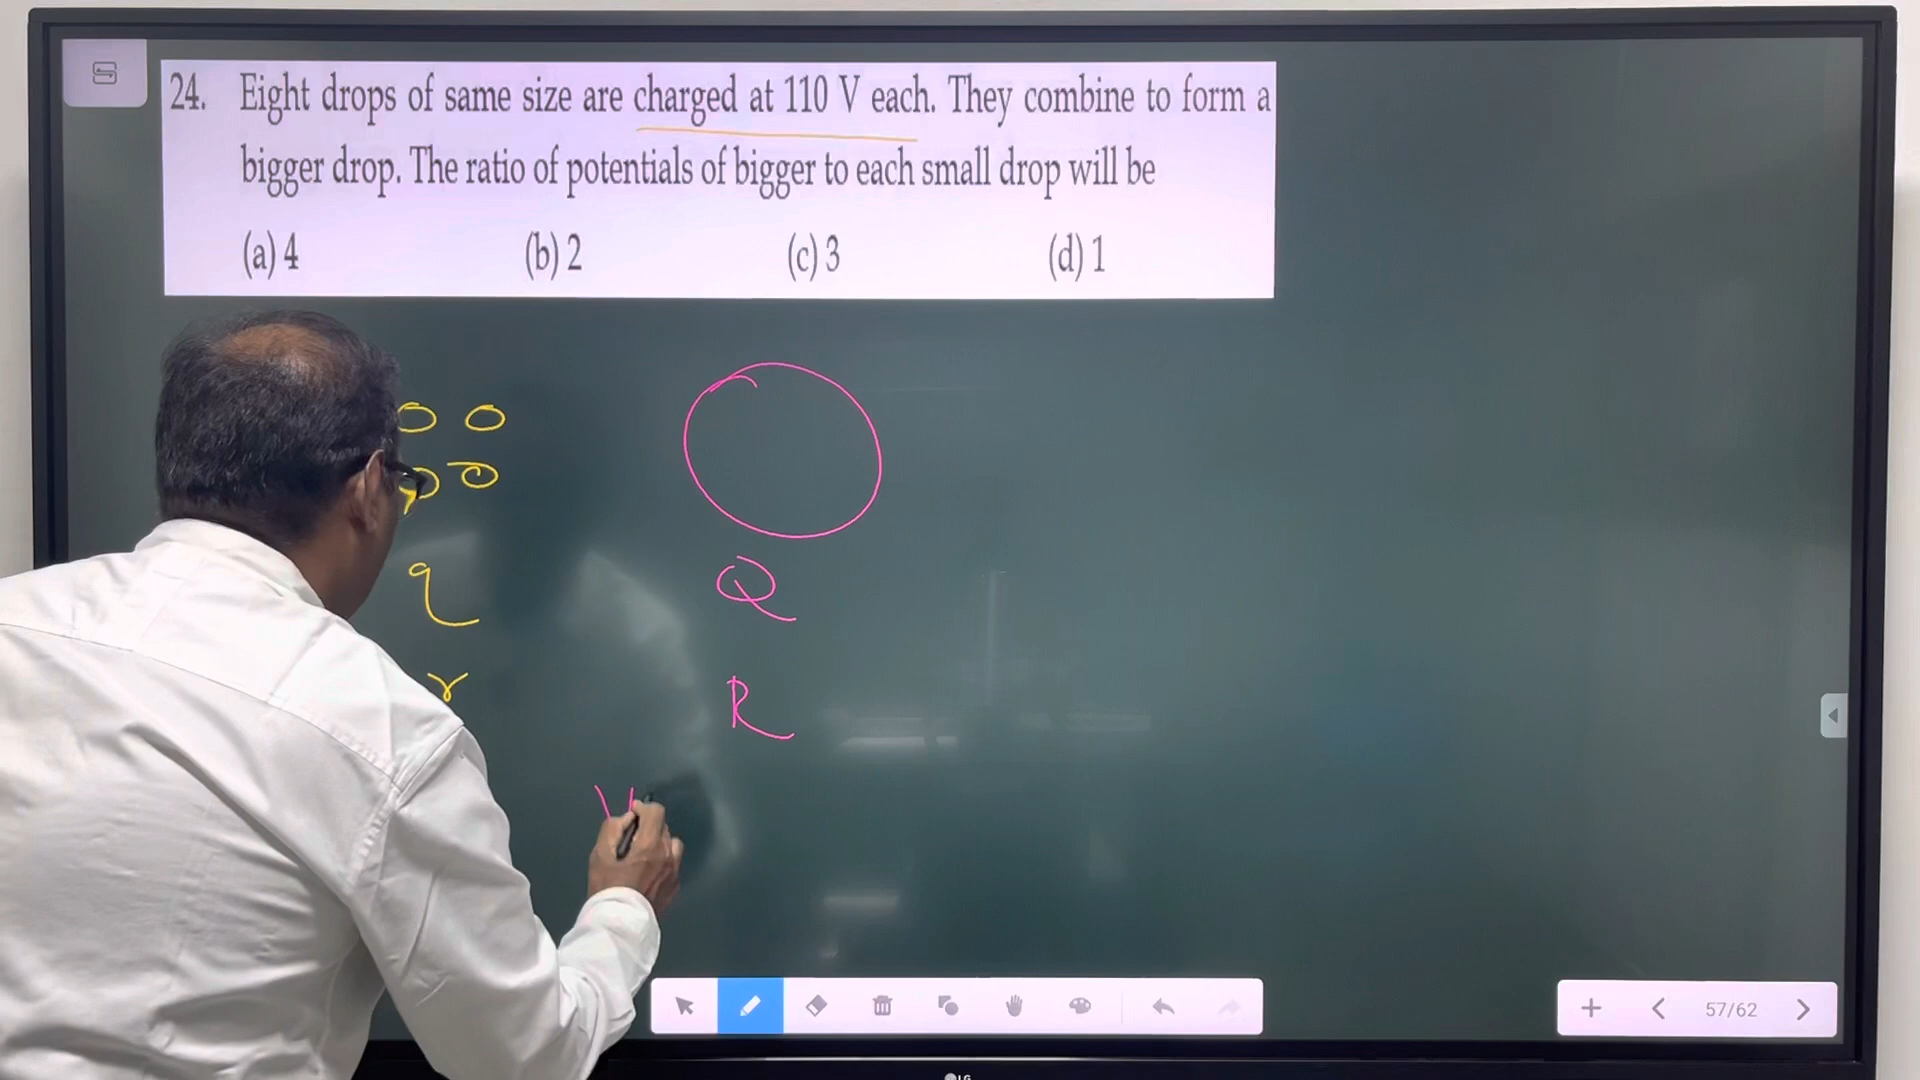 24. Eight drops of same size are charged at 110 V each. They combine to form a
bigger drop. The ratio of potentials of bigger to each small drop will be
(a) 4 (b) 2 (c) 3 (d) 1
q Q
r R
V
57/62
LG